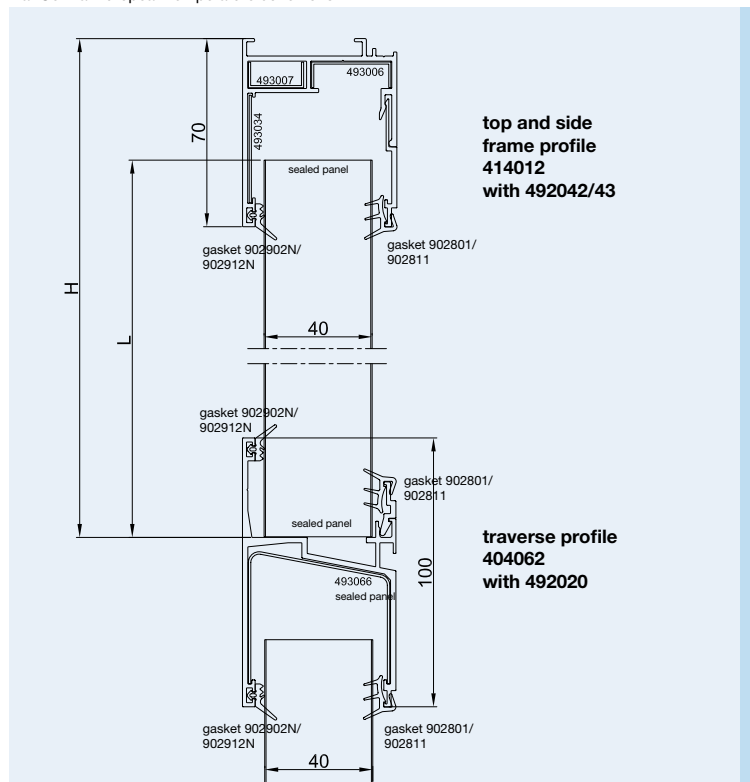 493007
493006
493034
70
top and side
frame profile
414012
with 492042/43
sealed panel
gasket 902902N/
902912N
gasket 902801/
902811
H
L
40
gasket 902902N/
902912N
gasket 902801/
902811
sealed panel
traverse profile
404062
with 492020
100
493066
sealed panel
gasket 902902N/
902912N
gasket 902801/
902811
40